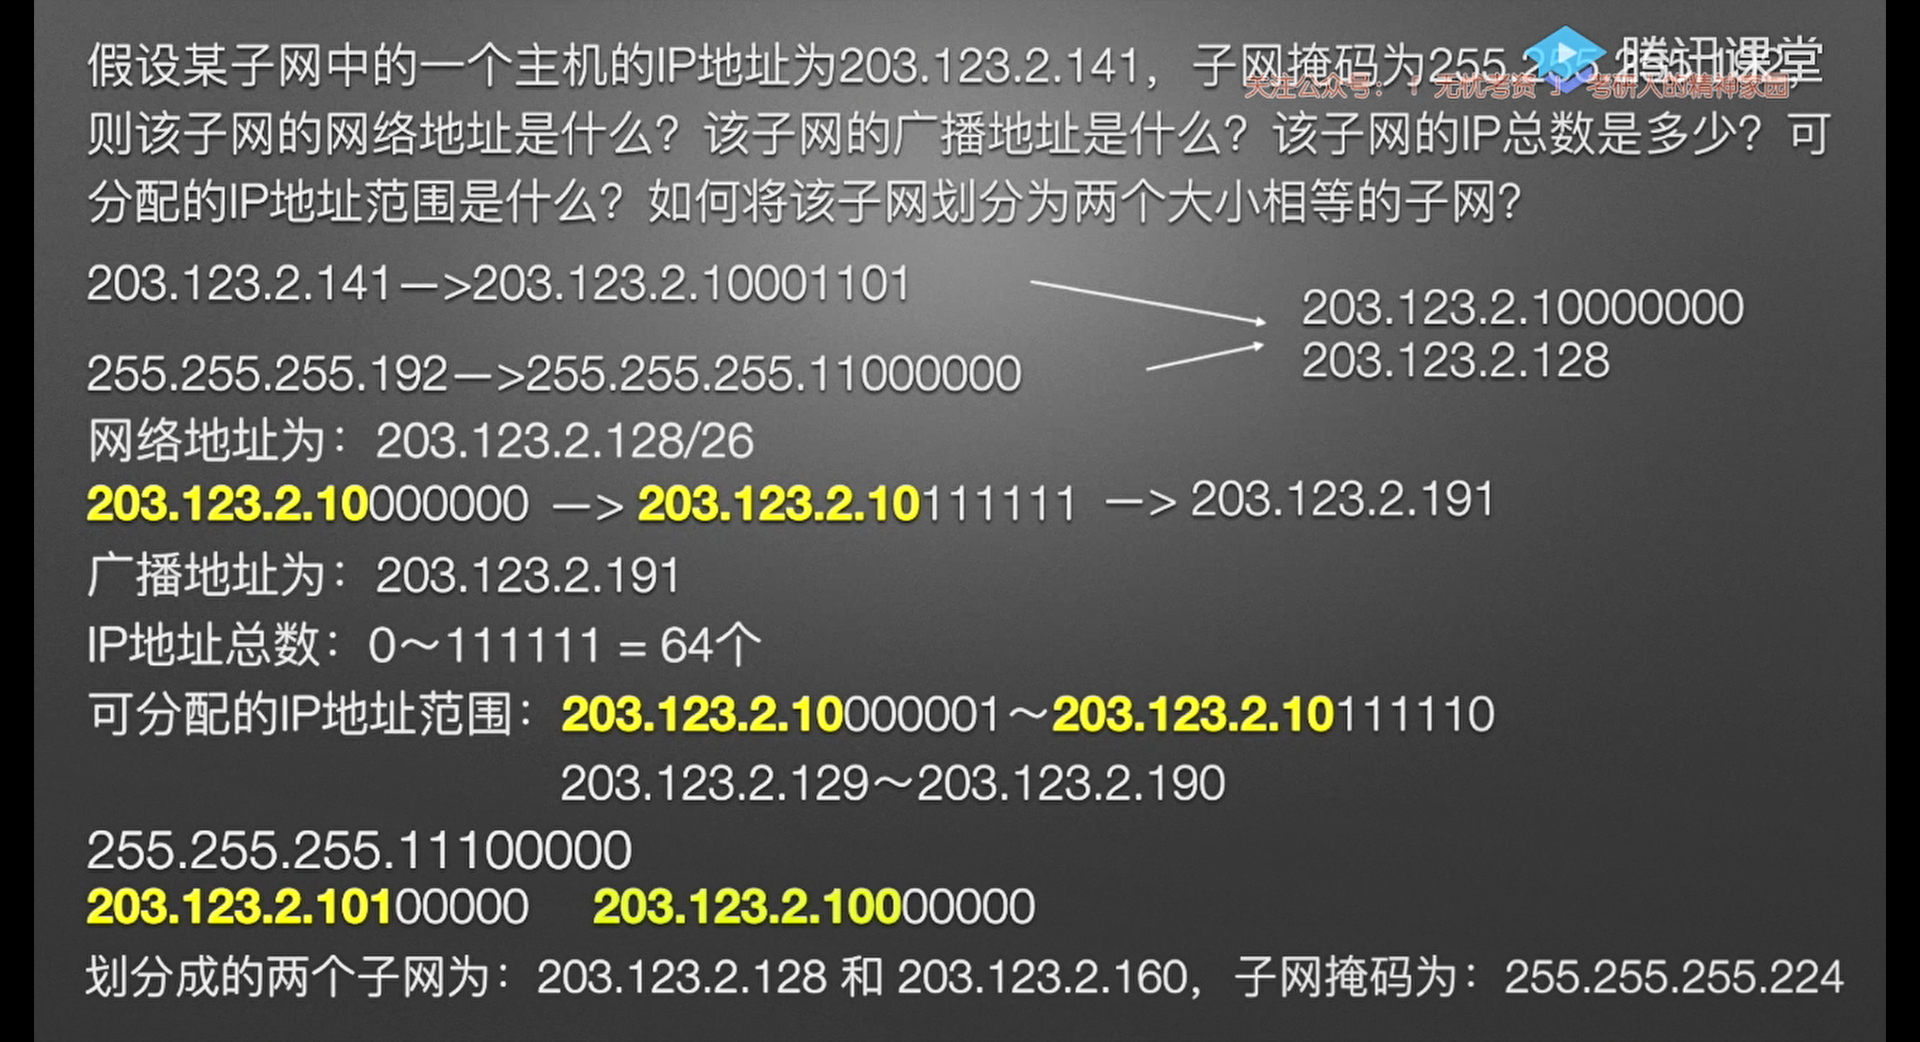 假设某子网中的一个主机的IP地址为203.123.2.141，子网掩码为255.255.255.192，
腾讯课堂
关注公众号：「 无忧考资 」 考研人的精神家园
则该子网的网络地址是什么？该子网的广播地址是什么？该子网的IP总数是多少？可
分配的IP地址范围是什么？如何将该子网划分为两个大小相等的子网？
203.123.2.141—>203.123.2.10001101
203.123.2.10000000
255.255.255.192—>255.255.255.11000000
203.123.2.128
网络地址为：203.123.2.128/26
203.123.2.10000000 —> 203.123.2.10111111 —> 203.123.2.191
广播地址为：203.123.2.191
IP地址总数：0～111111 = 64个
可分配的IP地址范围：203.123.2.10000001～203.123.2.10111110
203.123.2.129～203.123.2.190
255.255.255.11100000
203.123.2.10100000 203.123.2.10000000
划分成的两个子网为：203.123.2.128 和 203.123.2.160，子网掩码为：255.255.255.224